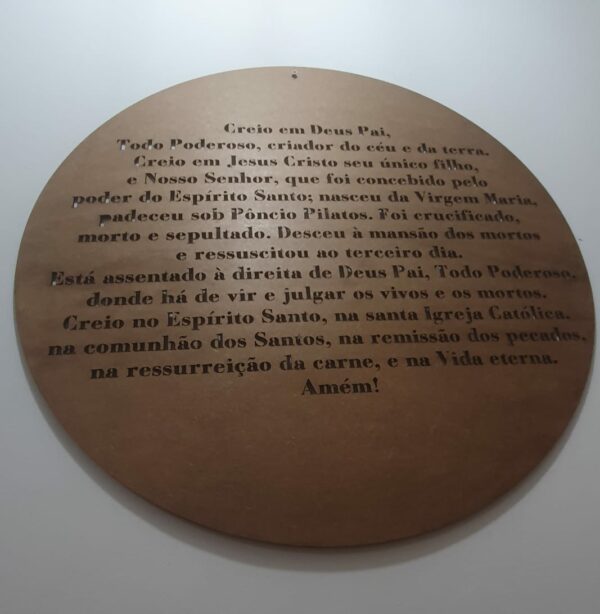 Creio em Deus Pai,
Todo Poderoso, criador do céu e da terra.
Creio em Jesus Cristo seu único filho,
e Nosso Senhor, que foi concebido pelo
poder do Espírito Santo; nasceu da Virgem Maria,
padeceu sob Pôncio Pilatos. Foi crucificado,
morto e sepultado. Desceu à mansão dos mortos
e ressuscitou ao terceiro dia.
Está assentado à direita de Deus Pai, Todo Poderoso,
donde há de vir e julgar os vivos e os mortos.
Creio no Espírito Santo, na santa Igreja Católica.
na comunhão dos Santos, na remissão dos pecados,
na ressurreição da carne, e na Vida eterna.
Amém!